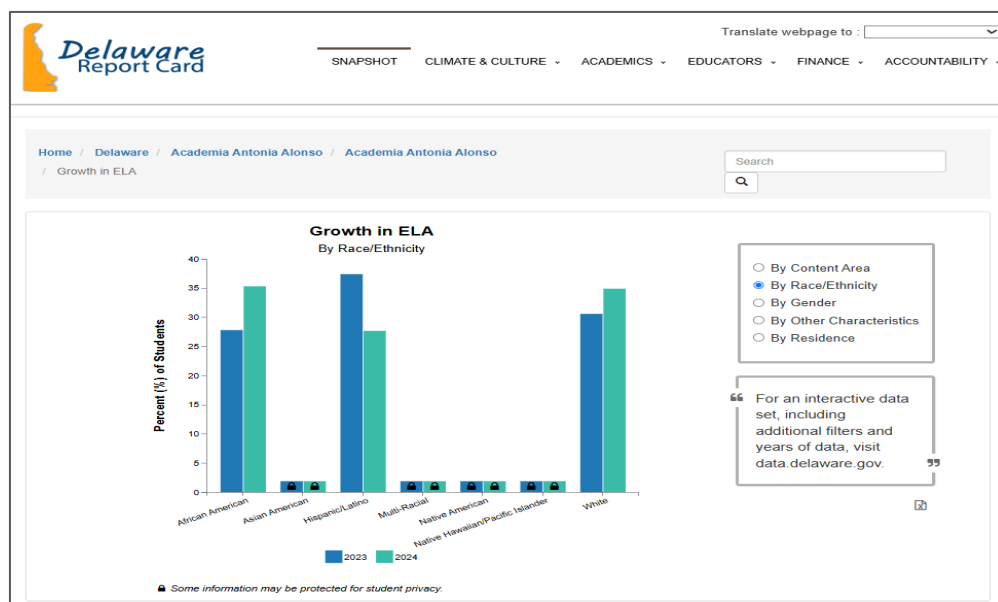 Translate webpage to :
Delaware
Report Card
SNAPSHOT CLIMATE & CULTURE ACADEMICS EDUCATORS FINANCE ACCOUNTABILITY
Home / Delaware / Academia Antonia Alonso / Academia Antonia Alonso
/ Growth in ELA
Search
Growth in ELA
By Race/Ethnicity
Percent (%) of Students
40
35
30
25
20
15
10
5
0
African American
Asian American
Hispanic/Latino
Multi-Racial
Native American
Native Hawaiian/Pacific Islander
White
2023 2024
Some information may be protected for student privacy.
By Content Area
By Race/Ethnicity
By Gender
By Other Characteristics
By Residence
“ For an interactive data
set, including
additional filters and
years of data, visit
data.delaware.gov. ”